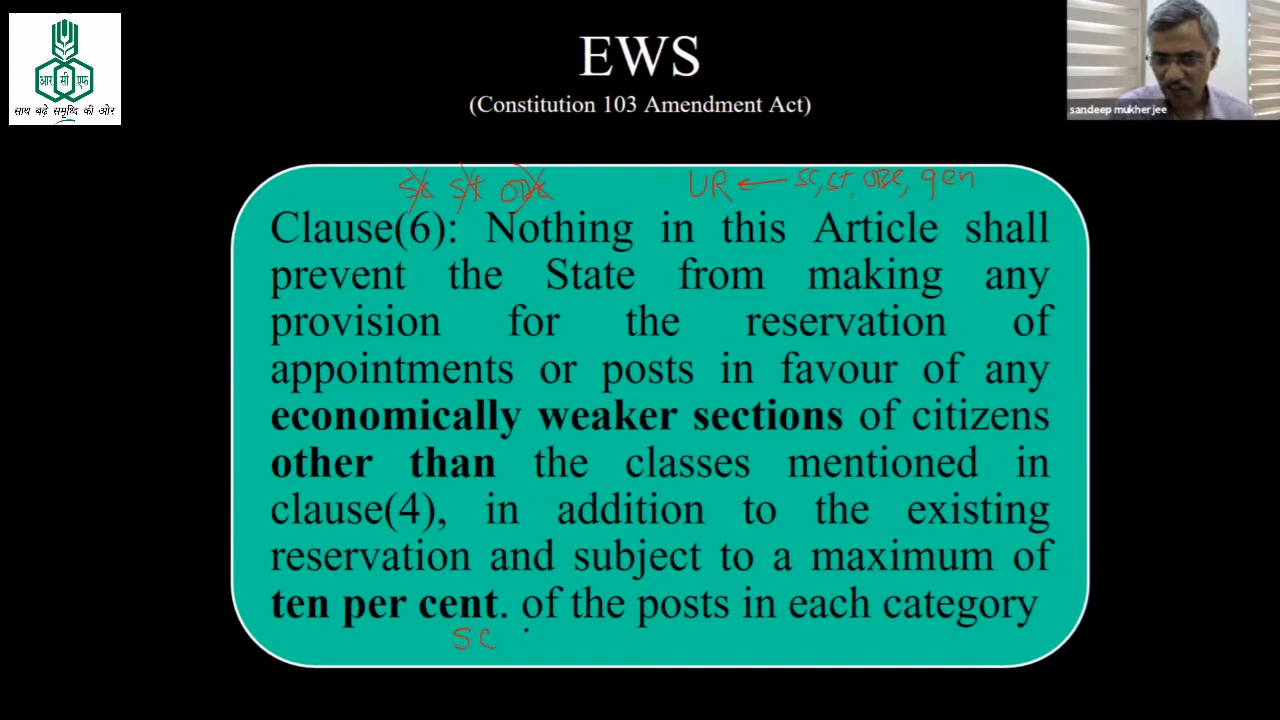 आर सी एफ
साथ बढ़े समृध्दि की ओर
EWS
(Constitution 103 Amendment Act)
sandeep mukherjee
SC ST OBC
UR ← SC, ST, OBC, gen
Clause(6): Nothing in this Article shall
prevent the State from making any
provision for the reservation of
appointments or posts in favour of any
economically weaker sections of citizens
other than the classes mentioned in
clause(4), in addition to the existing
reservation and subject to a maximum of
ten per cent. of the posts in each category
SC